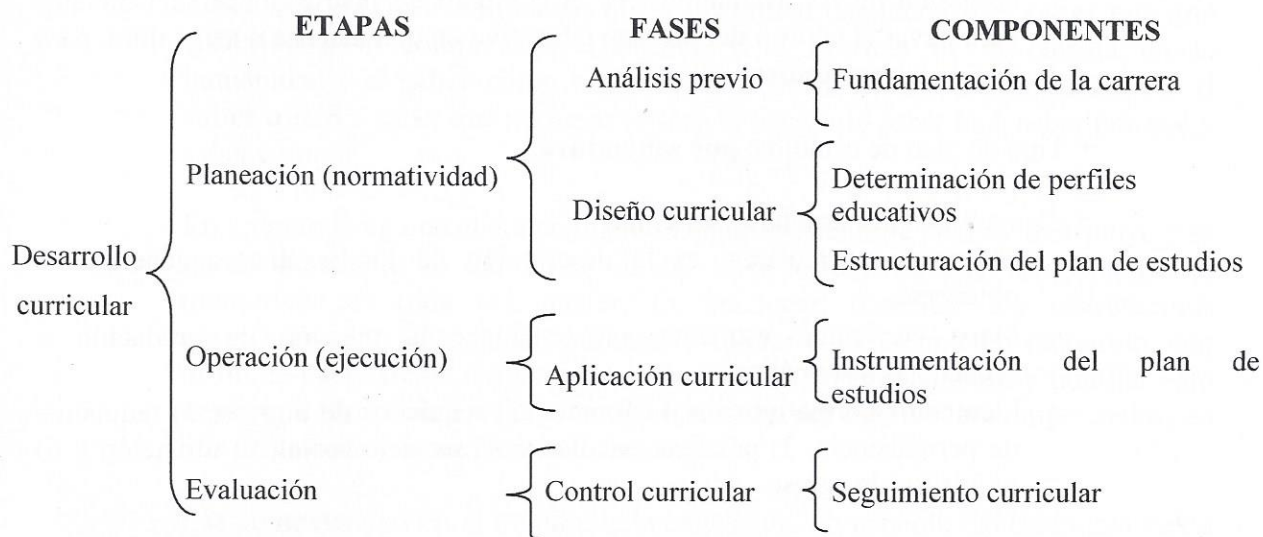 ETAPAS FASES COMPONENTES
Análisis previo Fundamentación de la carrera
Planeación (normatividad)
Diseño curricular Determinación de perfiles
educativos
Estructuración del plan de estudios
Desarrollo
curricular
Operación (ejecución) Aplicación curricular Instrumentación del plan de
estudios
Evaluación Control curricular Seguimiento curricular